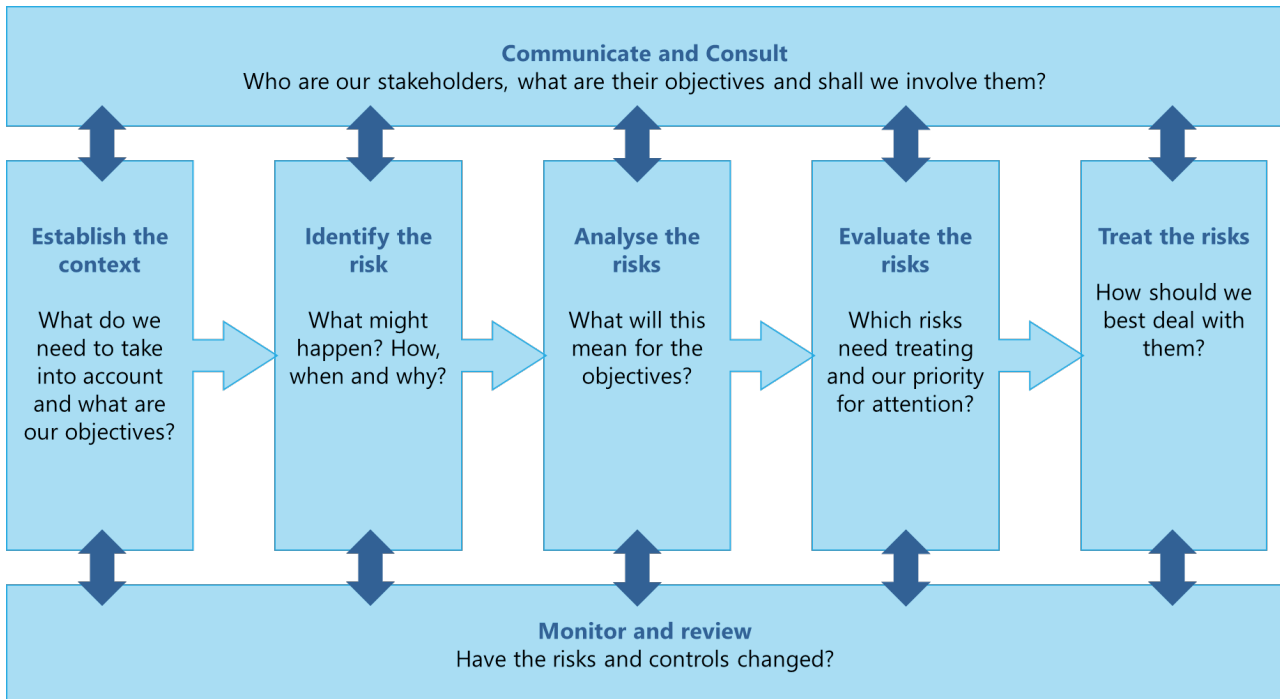 Communicate and Consult
Who are our stakeholders, what are their objectives and shall we involve them?
Establish the
context
What do we
need to take
into account
and what are
our objectives?
Identify the
risk
What might
happen? How,
when and why?
Analyse the
risks
What will this
mean for the
objectives?
Evaluate the
risks
Which risks
need treating
and our priority
for attention?
Treat the risks
How should we
best deal with
them?
Monitor and review
Have the risks and controls changed?